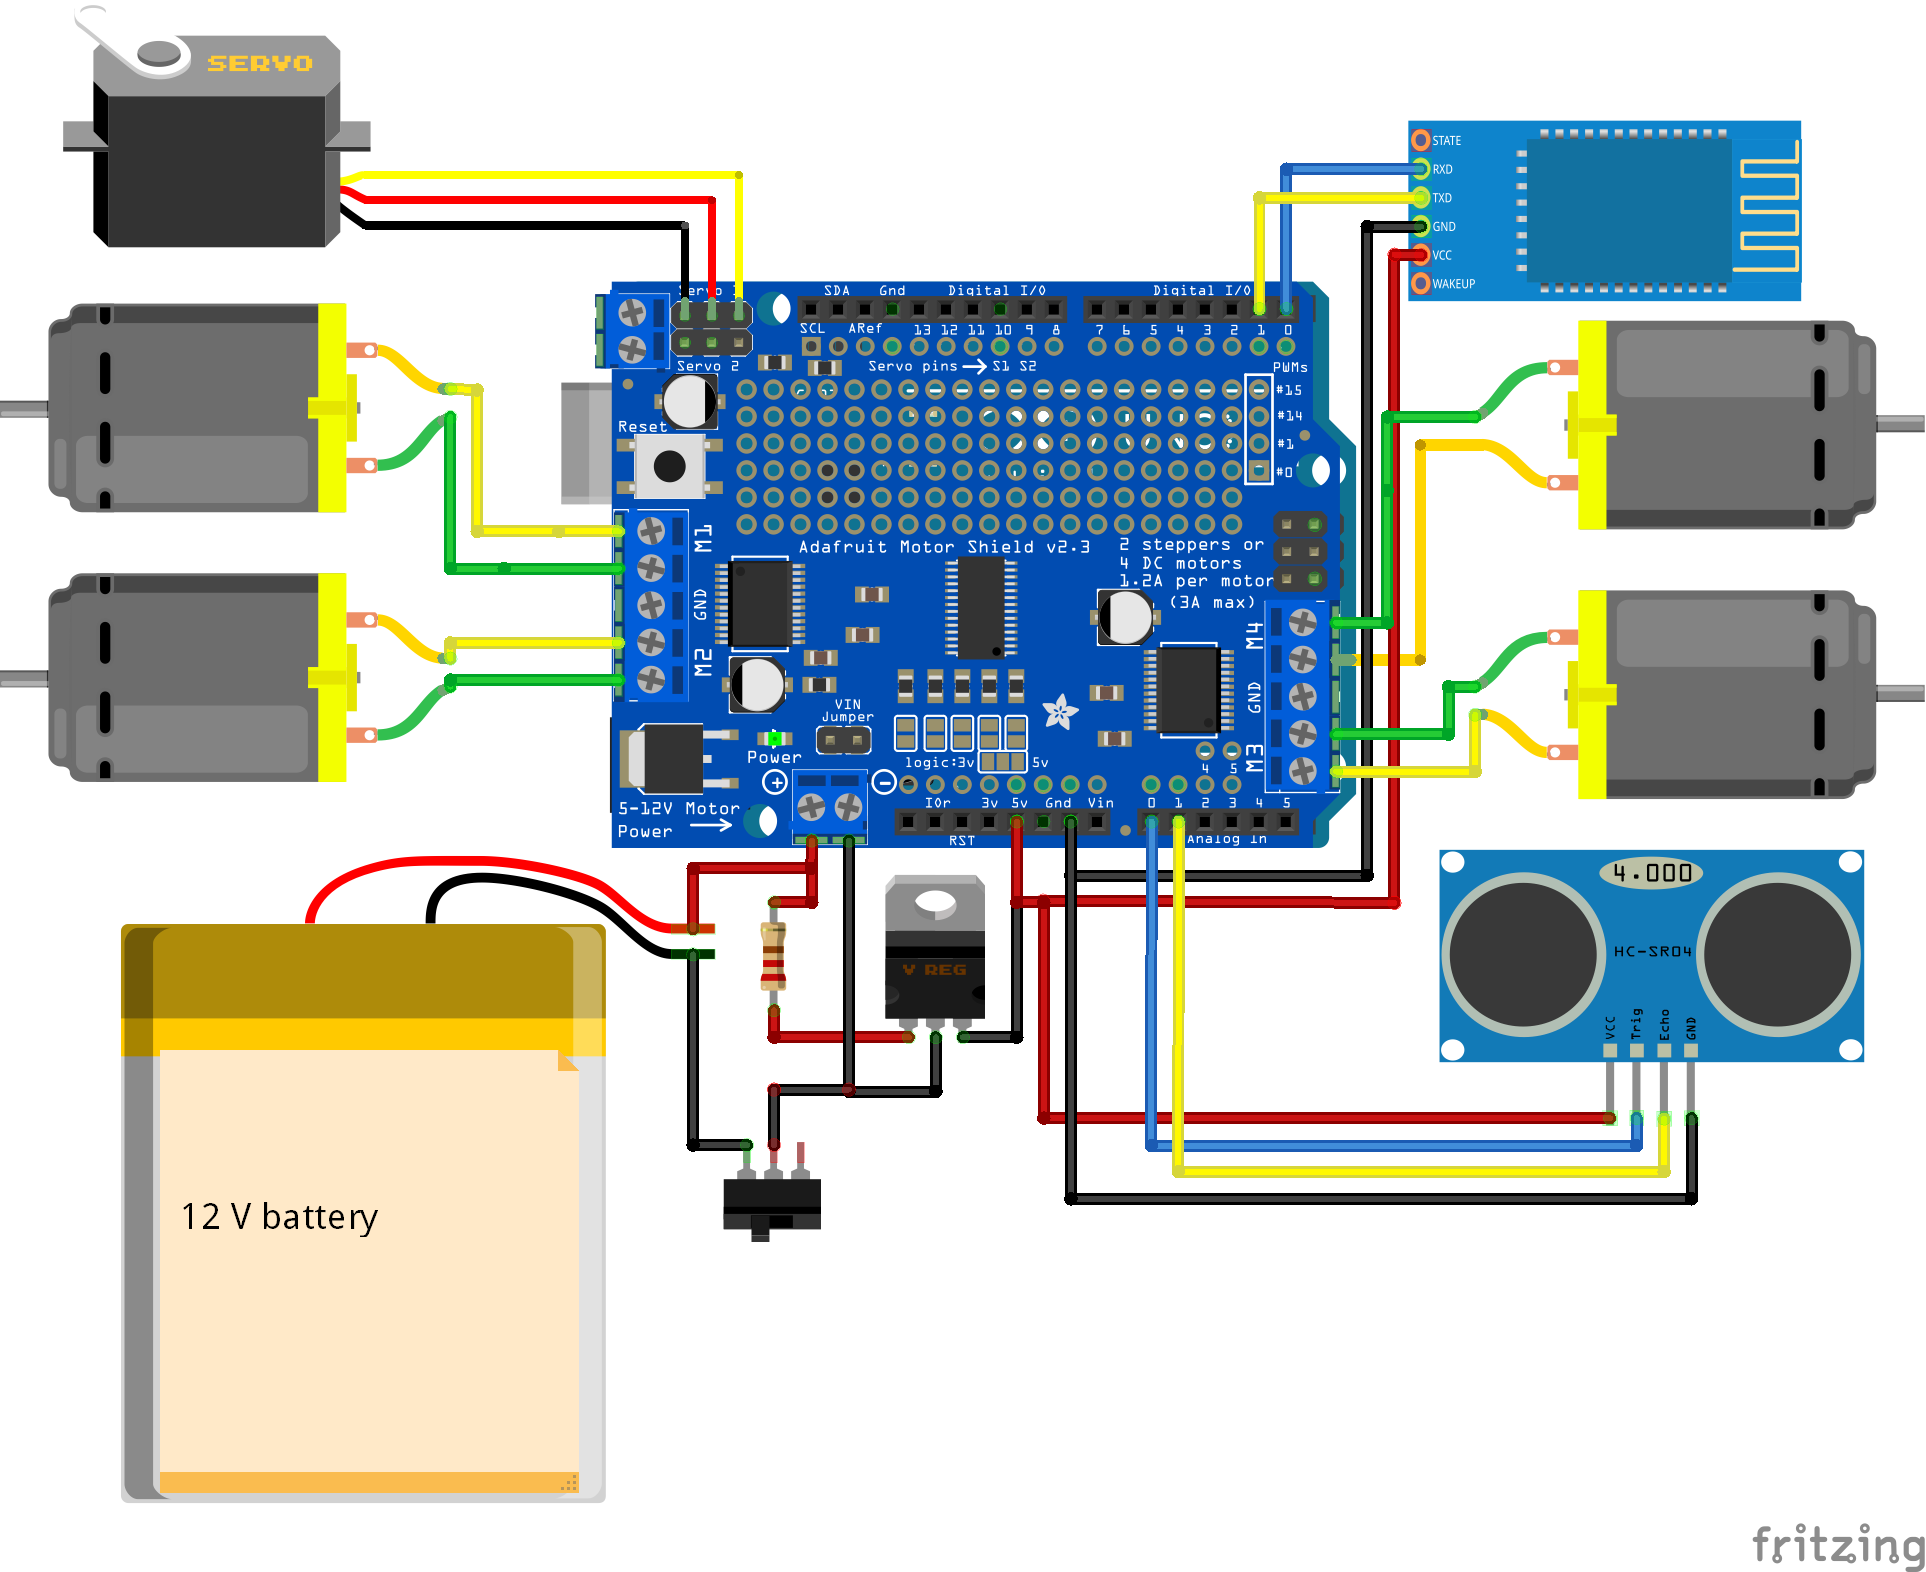 SERVO
STATE
RXD
TXD
GND
VCC
WAKEUP
Servo 1
SDA
Gnd
Digital I/O
Digital I/O
SCL
ARef
13 12 11 10 9 8
7 6 5 4 3 2 1 0
Servo 2
Servo pins
S1 S2
PWMs
#15
#14
#1
#0
Reset
Adafruit Motor Shield v2.3
2 steppers or
4 DC motors
1.2A per motor
(3A max)
M1
GND
M2
M4
GND
M3
VIN
Jumper
Power
logic:3v
5v
4 5
5-12V Motor
Power
IOr
3v
5v
Gnd
Vin
0 1 2 3 4 5
RST
Analog In
4.000
HC-SR04
VCC
Trig
Echo
GND
V REG
12 V battery
fritzing